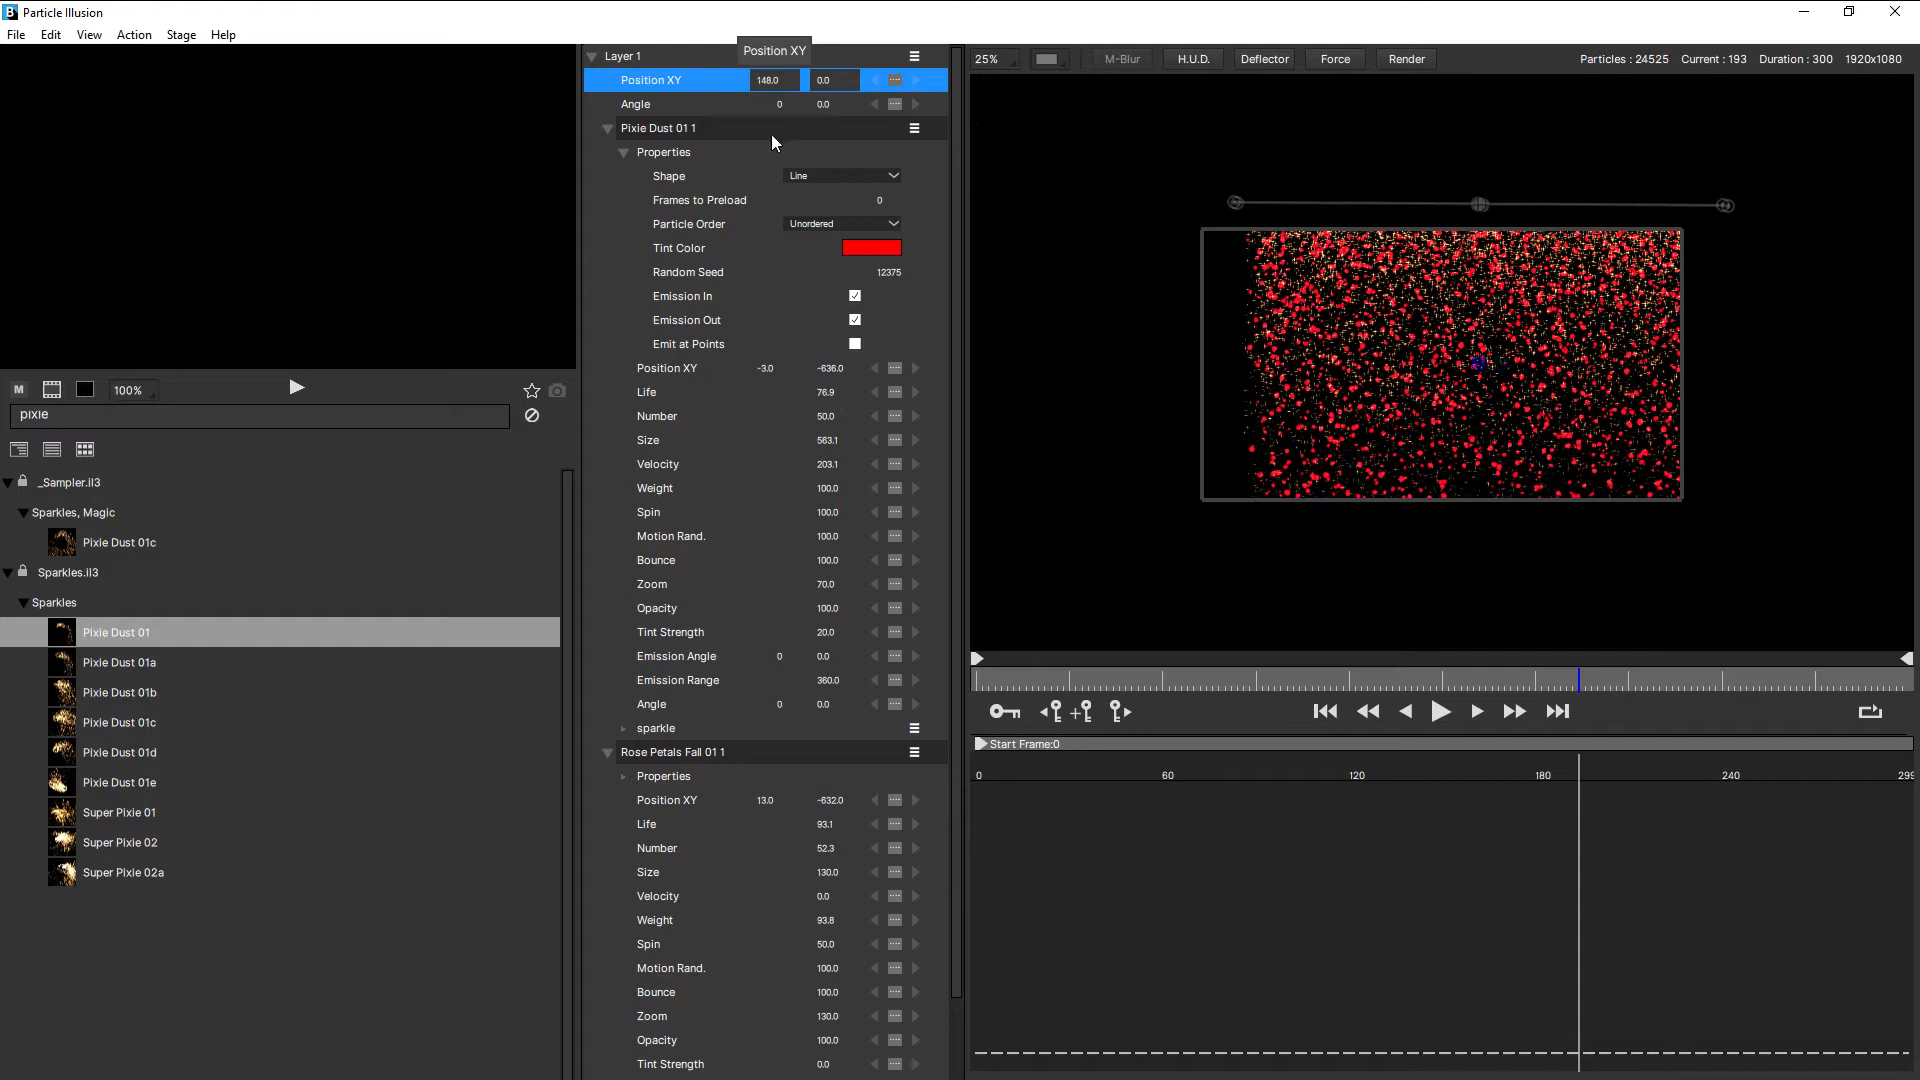 Particle Illusion
File Edit View Action Stage Help
M 100%
pixie
_Sampler.il3
Sparkles, Magic
Pixie Dust 01c
Sparkles.il3
Sparkles
Pixie Dust 01
Pixie Dust 01a
Pixie Dust 01b
Pixie Dust 01c
Pixie Dust 01d
Pixie Dust 01e
Super Pixie 01
Super Pixie 02
Super Pixie 02a
Position XY
Layer 1
Position XY 148.0 0.0
Angle 0 0.0
Pixie Dust 01 1
Properties
Shape Line
Frames to Preload 0
Particle Order Unordered
Tint Color
Random Seed 12375
Emission In
Emission Out
Emit at Points
Position XY -3.0 -636.0
Life 76.9
Number 50.0
Size 563.1
Velocity 203.1
Weight 100.0
Spin 100.0
Motion Rand. 100.0
Bounce 100.0
Zoom 70.0
Opacity 100.0
Tint Strength 20.0
Emission Angle 0 0.0
Emission Range 360.0
Angle 0 0.0
sparkle
Rose Petals Fall 01 1
Properties
Position XY 13.0 -632.0
Life 93.1
Number 52.3
Size 130.0
Velocity 0.0
Weight 93.8
Spin 50.0
Motion Rand. 100.0
Bounce 100.0
Zoom 130.0
Opacity 100.0
Tint Strength 0.0
25% M-Blur H.U.D. Deflector Force Render Particles : 24525 Current : 193 Duration : 300 1920x1080
Start Frame:0
0 60 120 180 240 299